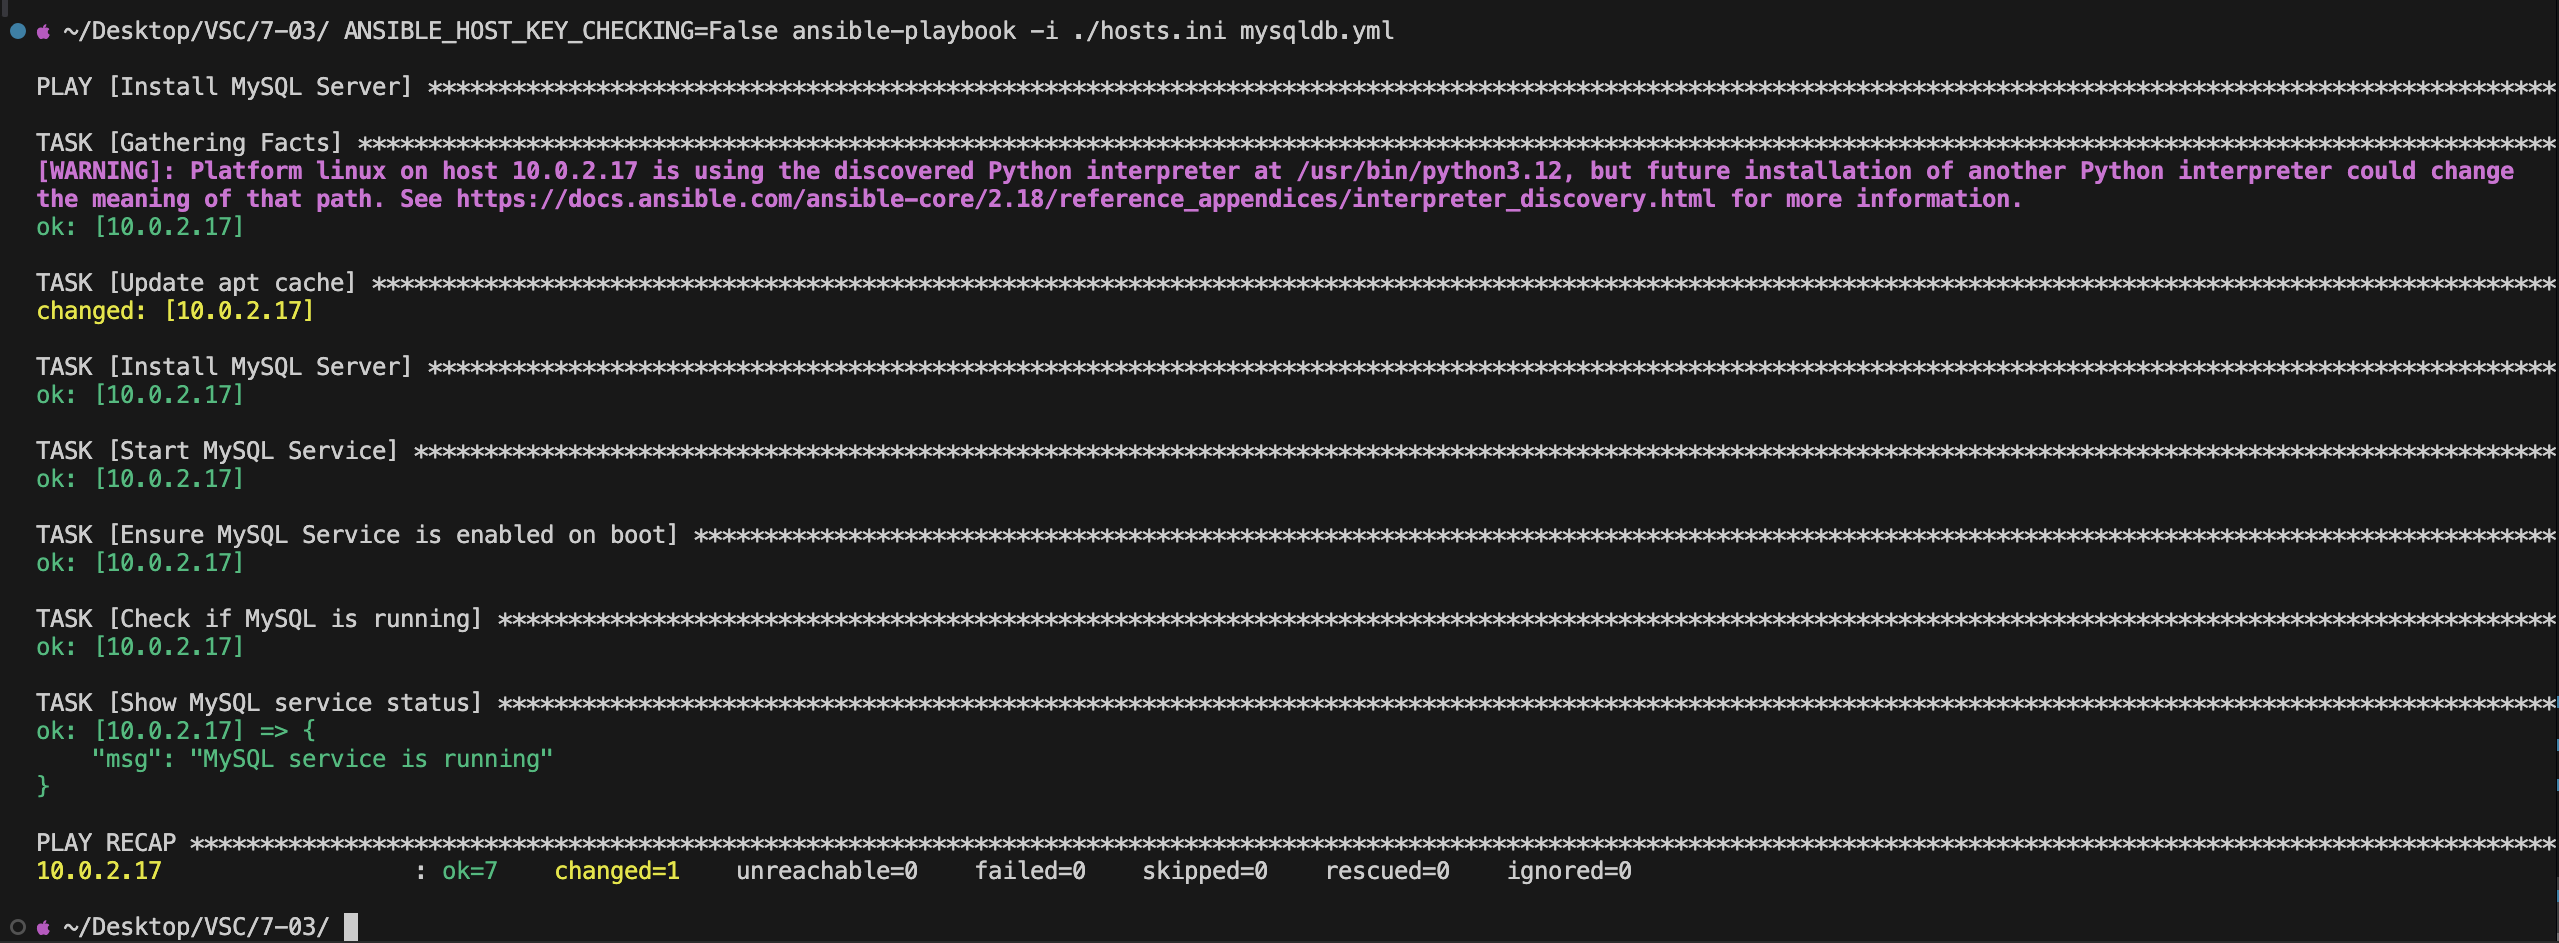 ~/Desktop/VSC/7-03/ ANSIBLE_HOST_KEY_CHECKING=False ansible-playbook -i ./hosts.ini mysqldb.yml
PLAY [Install MySQL Server] ********************************************************************************************************************************************************
TASK [Gathering Facts] *************************************************************************************************************************************************************
[WARNING]: Platform linux on host 10.0.2.17 is using the discovered Python interpreter at /usr/bin/python3.12, but future installation of another Python interpreter could change
the meaning of that path. See https://docs.ansible.com/ansible-core/2.18/reference_appendices/interpreter_discovery.html for more information.
ok: [10.0.2.17]
TASK [Update apt cache] ************************************************************************************************************************************************************
changed: [10.0.2.17]
TASK [Install MySQL Server] ********************************************************************************************************************************************************
ok: [10.0.2.17]
TASK [Start MySQL Service] *********************************************************************************************************************************************************
ok: [10.0.2.17]
TASK [Ensure MySQL Service is enabled on boot] *************************************************************************************************************************************
ok: [10.0.2.17]
TASK [Check if MySQL is running] ***************************************************************************************************************************************************
ok: [10.0.2.17]
TASK [Show MySQL service status] ***************************************************************************************************************************************************
ok: [10.0.2.17] => {
    "msg": "MySQL service is running"
}
PLAY RECAP *************************************************************************************************************************************************************************
10.0.2.17                  : ok=7    changed=1    unreachable=0    failed=0    skipped=0    rescued=0    ignored=0
~/Desktop/VSC/7-03/